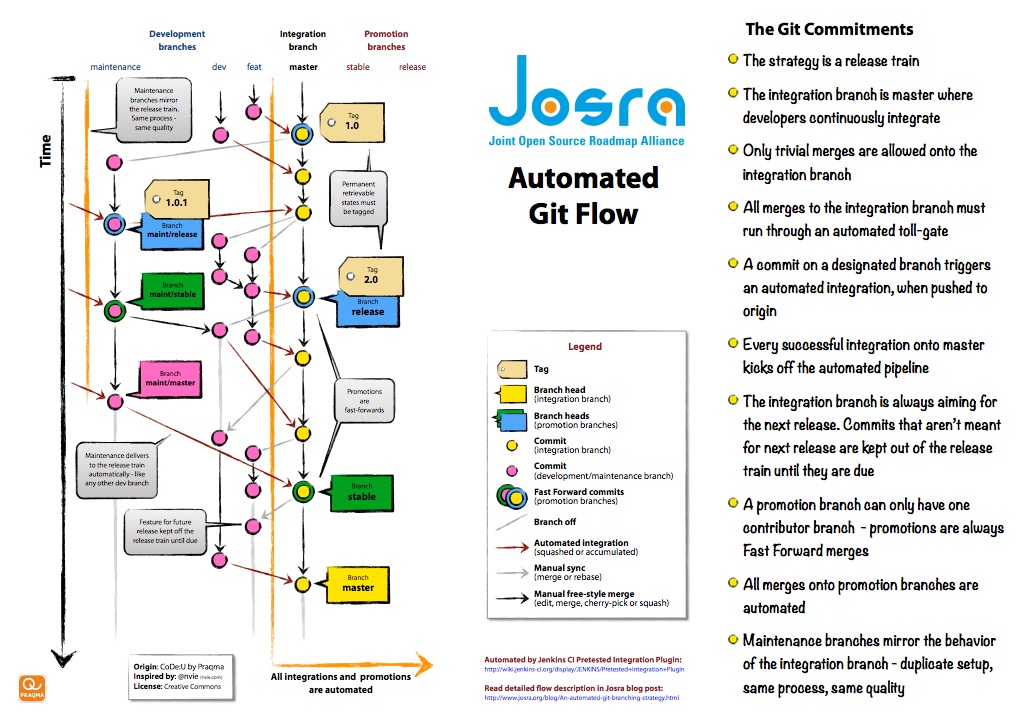 Development
branches
Integration
branch
Promotion
branches
maintenance
dev
feat
master
stable
release
Time
Maintenance
branches mirror
the release train.
Same process -
same quality
Tag
1.0
Permanent
retrievable
states must
be tagged
Tag
1.0.1
Branch
maint/release
Tag
2.0
Branch
release
Branch
maint/stable
Branch
maint/master
Promotions
are
fast-forwards
Maintenance delivers
to the release train
automatically - like
any other dev branch
Branch
stable
Feature for future
release kept off the
release train until due
Branch
master
Origin: CoDe:U by Praqma
Inspired by: @nvie (nvie.com)
License: Creative Commons
All integrations and promotions
are automated
PRAQMA
Josra
Joint Open Source Roadmap Alliance
Automated
Git Flow
Legend
Tag
Branch head
(integration branch)
Branch heads
(promotion branches)
Commit
(integration branch)
Commit
(development/maintenance branch)
Fast Forward commits
(promotion branches)
Branch off
Automated integration
(squashed or accumulated)
Manual sync
(merge or rebase)
Manual free-style merge
(edit, merge, cherry-pick or squash)
Automated by Jenkins CI Pretested Integration Plugin:
http://wiki.jenkins-ci.org/display/JENKINS/Pretested+Integration+Plugin
Read detailed flow description in Josra blog post:
http://www.josra.org/blog/An-automated-git-branching-strategy.html
The Git Commitments
The strategy is a release train
The integration branch is master where
developers continuously integrate
Only trivial merges are allowed onto the
integration branch
All merges to the integration branch must
run through an automated toll-gate
A commit on a designated branch triggers
an automated integration, when pushed to
origin
Every successful integration onto master
kicks off the automated pipeline
The integration branch is always aiming for
the next release. Commits that aren't meant
for next release are kept out of the release
train until they are due
A promotion branch can only have one
contributor branch - promotions are always
Fast Forward merges
All merges onto promotion branches are
automated
Maintenance branches mirror the behavior
of the integration branch - duplicate setup,
same process, same quality